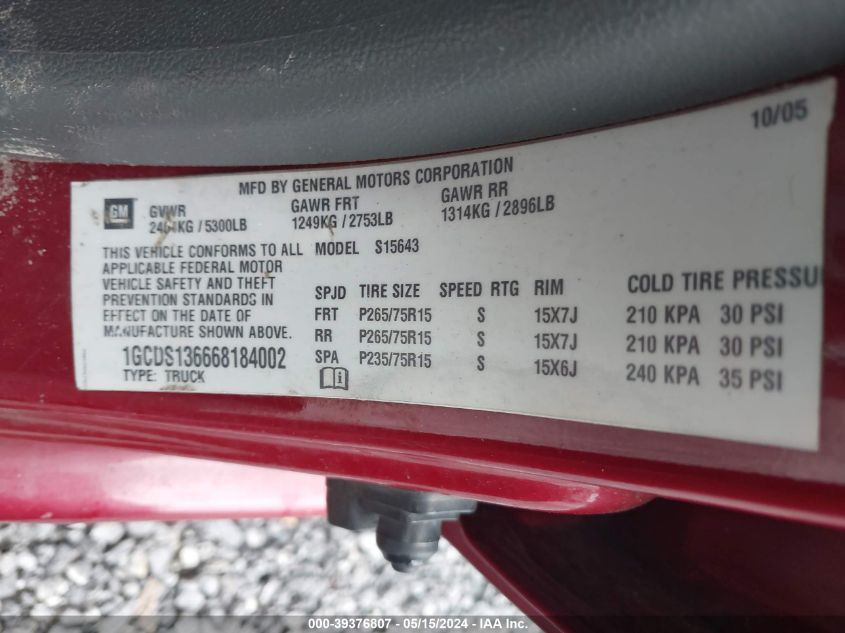 10/05
MFD BY GENERAL MOTORS CORPORATION
GM
GVWR GAWR FRT GAWR RR
5300LB 1249KG / 2753LB 1314KG / 2896LB
THIS VEHICLE CONFORMS TO ALL MODEL S15643
APPLICABLE FEDERAL MOTOR
VEHICLE SAFETY AND THEFT
PREVENTION STANDARDS IN
EFFECT ON THE DATE OF
MANUFACTURE SHOWN ABOVE.
1GCDS136668184002
TYPE: TRUCK
SPJD TIRE SIZE SPEED RTG RIM COLD TIRE PRESSU
FRT P265/75R15 S 15X7J 210 KPA 30 PSI
RR P265/75R15 S 15X7J 210 KPA 30 PSI
SPA P235/75R15 S 15X6J 240 KPA 35 PSI
000-39376807 - 05/15/2024 - IAA Inc.